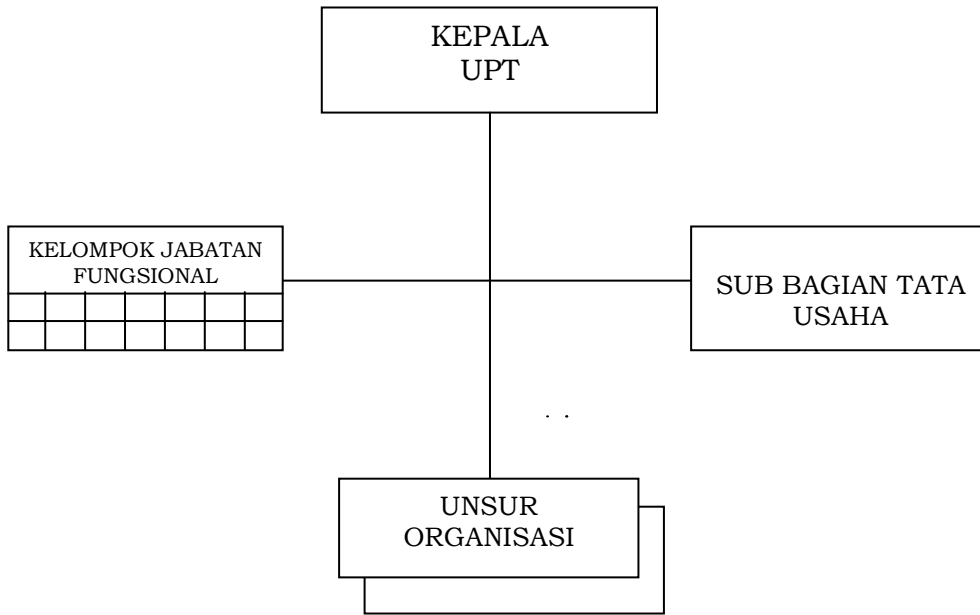 KEPALA
UPT
KELOMPOK JABATAN
FUNGSIONAL
SUB BAGIAN TATA
USAHA
. .
UNSUR
ORGANISASI